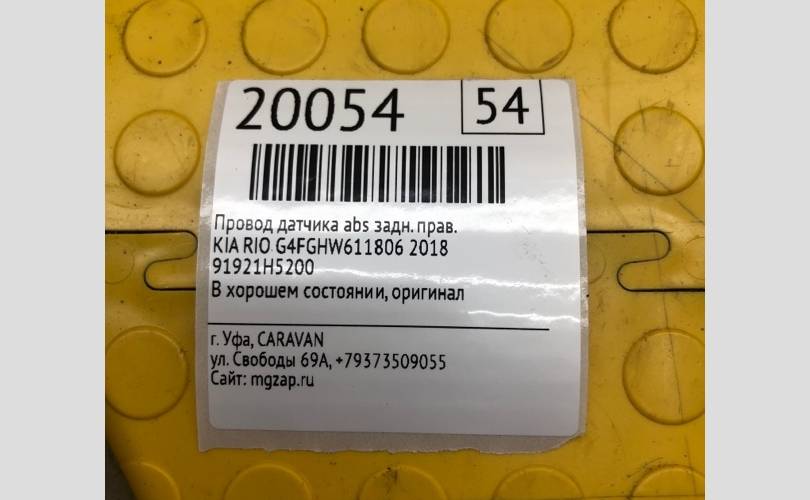 20054 54
Провод датчика abs задн. прав.
KIA RIO G4FGHW611806 2018
91921H5200
В хорошем состоянии, оригинал
г. Уфа, CARAVAN
ул. Свободы 69А, +79373509055
Сайт: mgzap.ru